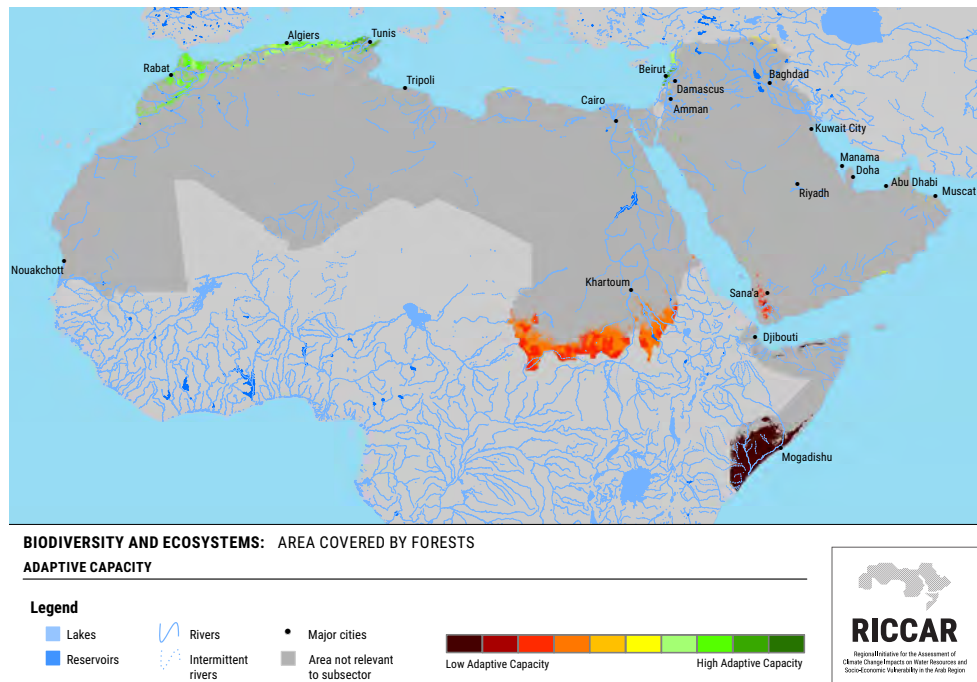 Algiers
Tunis
Rabat
Tripoli
Beirut
Damascus
Baghdad
Amman
Cairo
Kuwait City
Manama
Doha
Abu Dhabi
Muscat
Riyadh
Nouakchott
Khartoum
Sana'a
Djibouti
Mogadishu
BIODIVERSITY AND ECOSYSTEMS: AREA COVERED BY FORESTS
ADAPTIVE CAPACITY
Legend
Lakes
Reservoirs
Rivers
Intermittent
rivers
Major cities
Area not relevant
to subsector
Low Adaptive Capacity
High Adaptive Capacity
RICCAR
Regional Initiative for the Assessment of
Climate Change Impacts on Water Resources and
Socio-Economic Vulnerability in the Arab Region